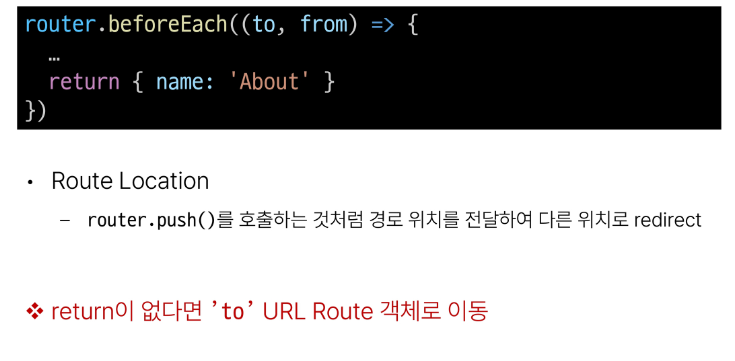 router.beforeEach((to, from) => {
…
return { name: 'About' }
})
• Route Location
– router.push()를 호출하는 것처럼 경로 위치를 전달하여 다른 위치로 redirect
❖ return이 없다면 ’to’ URL Route 객체로 이동